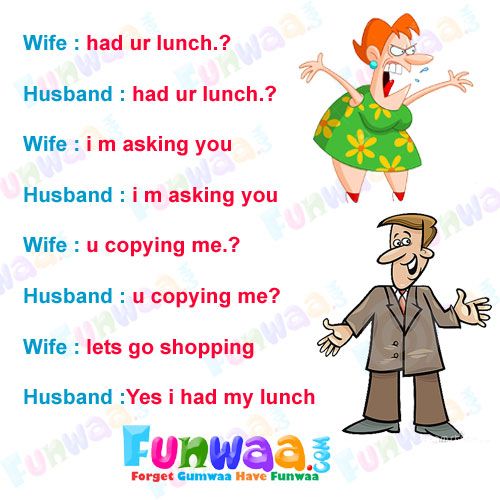 Wife : had ur lunch.?
Husband : had ur lunch.?
Wife : i m asking you
Husband : i m asking you
Wife : u copying me.?
Husband : u copying me?
Wife : lets go shopping
Husband :Yes i had my lunch
Funwaa.com
Forget Gumwaa Have Funwaa